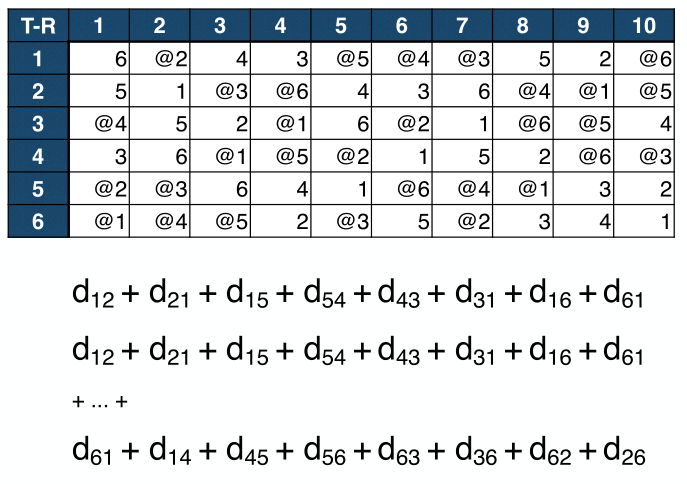 T-R 1 2 3 4 5 6 7 8 9 10
1 6 @2 4 3 @5 @4 @3 5 2 @6
2 5 1 @3 @6 4 3 6 @4 @1 @5
3 @4 5 2 @1 6 @2 1 @6 @5 4
4 3 6 @1 @5 @2 1 5 2 @6 @3
5 @2 @3 6 4 1 @6 @4 @1 3 2
6 @1 @4 @5 2 @3 5 @2 3 4 1
d₁₂ + d₂₁ + d₁₅ + d₅₄ + d₄₃ + d₃₁ + d₁₆ + d₆₁
d₁₂ + d₂₁ + d₁₅ + d₅₄ + d₄₃ + d₃₁ + d₁₆ + d₆₁
+ ... +
d₆₁ + d₁₄ + d₄₅ + d₅₆ + d₆₃ + d₃₆ + d₆₂ + d₂₆